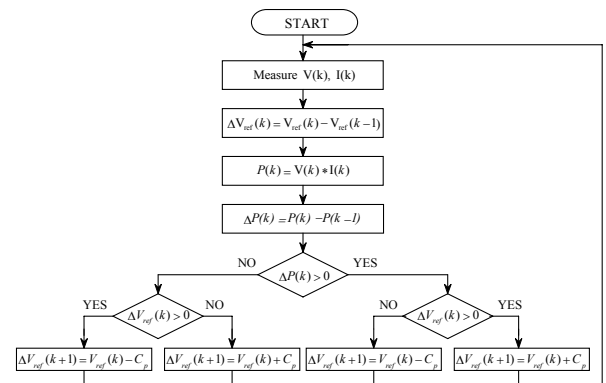 START
Measure V(k), I(k)
ΔV_ref(k)=V_ref(k)−V_ref(k−1)
P(k)=V(k)*I(k)
ΔP(k)=P(k)−P(k−1)
NO
ΔP(k)>0
YES
YES
ΔV_ref(k)>0
NO
NO
ΔV_ref(k)>0
YES
ΔV_ref(k+1)=V_ref(k)−C_p
ΔV_ref(k+1)=V_ref(k)+C_p
ΔV_ref(k+1)=V_ref(k)−C_p
ΔV_ref(k+1)=V_ref(k)+C_p